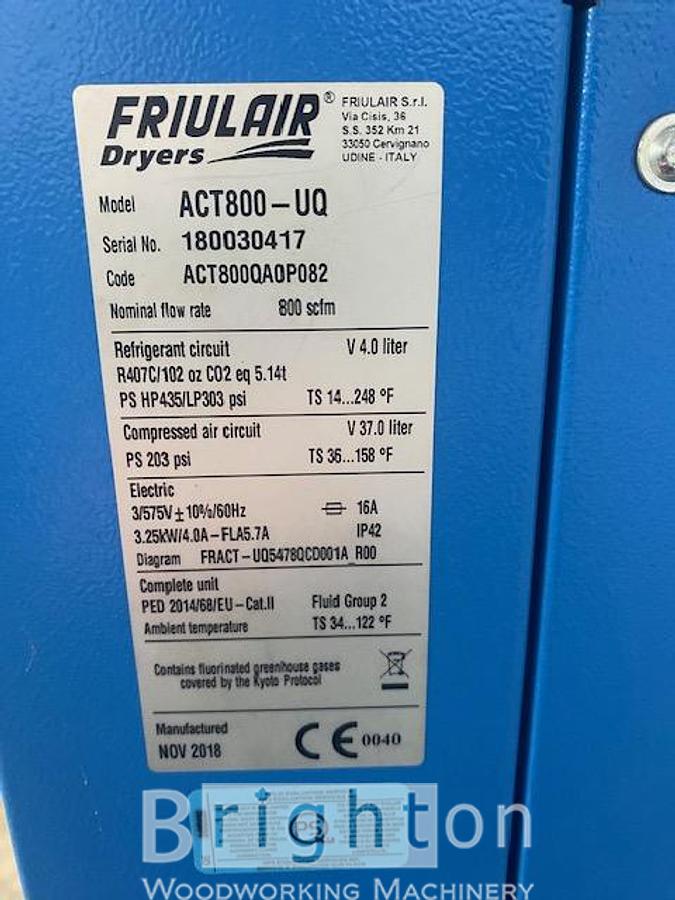 FRIULAIR® FRIULAIR S.r.l.
Dryers Via Cisis, 36
S.S. 352 Km 21
33050 Cervignano
UDINE - ITALY
Model ACT800-UQ
Serial No. 180030417
Code ACT800QA0P082
Nominal flow rate 800 scfm
Refrigerant circuit V 4.0 liter
R407C/102 oz CO2 eq 5.14t
PS HP435/LP303 psi TS 14...248 °F
Compressed air circuit V 37.0 liter
PS 203 psi TS 36...158 °F
Electric
3/575V±10%/60Hz 16A
3.25kW/4.0A-FLA5.7A IP42
Diagram FRACT-UQ5478QCD001A_R00
Complete unit
PED 2014/68/EU-Cat.II Fluid Group 2
Ambient temperature TS 34...122 °F
Contains fluorinated greenhouse gases
covered by the Kyoto Protocol
Manufactured
NOV 2018 CE 0040
Brighton
WOODWORKING MACHINERY